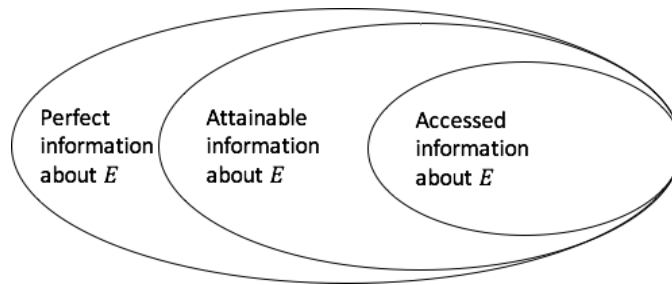 Perfect
information
about E
Attainable
information
about E
Accessed
information
about E